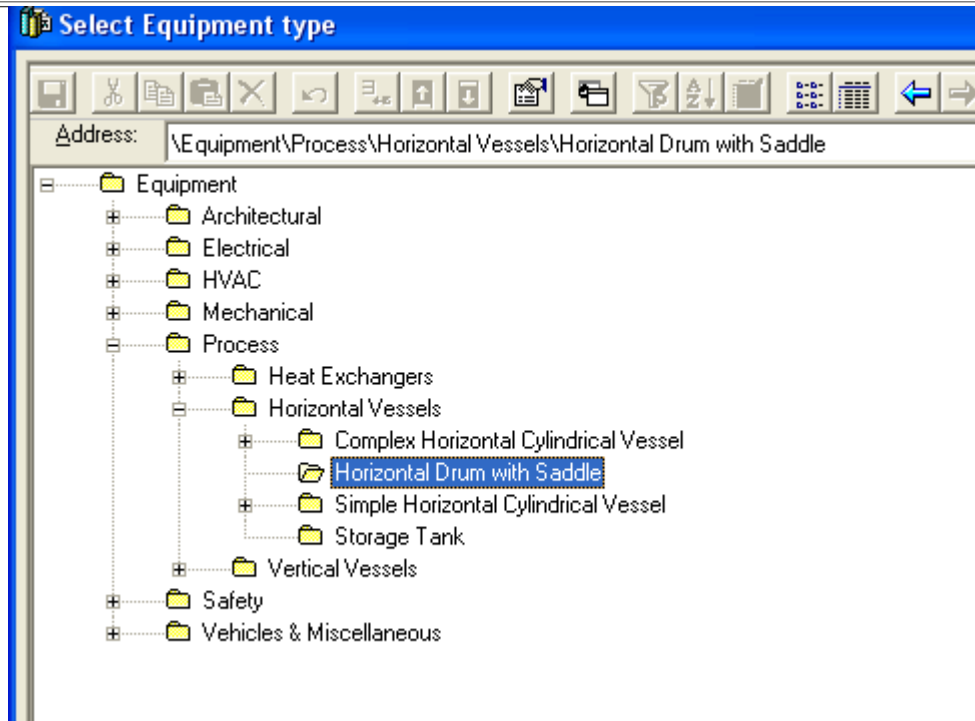 Select Equipment type
Address: \Equipment\Process\Horizontal Vessels\Horizontal Drum with Saddle
Equipment
Architectural
Electrical
HVAC
Mechanical
Process
Heat Exchangers
Horizontal Vessels
Complex Horizontal Cylindrical Vessel
Horizontal Drum with Saddle
Simple Horizontal Cylindrical Vessel
Storage Tank
Vertical Vessels
Safety
Vehicles & Miscellaneous